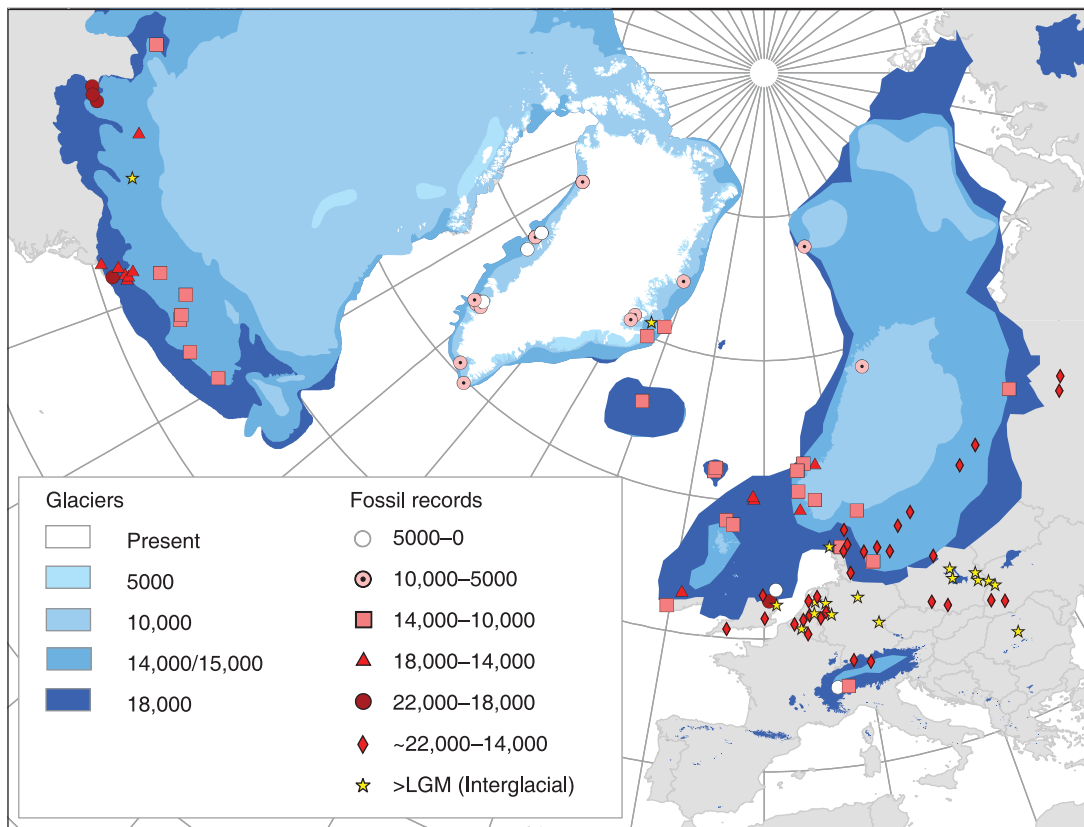 Glaciers
Present
5000
10,000
14,000/15,000
18,000
Fossil records
5000–0
10,000–5000
14,000–10,000
18,000–14,000
22,000–18,000
~22,000–14,000
>LGM (Interglacial)